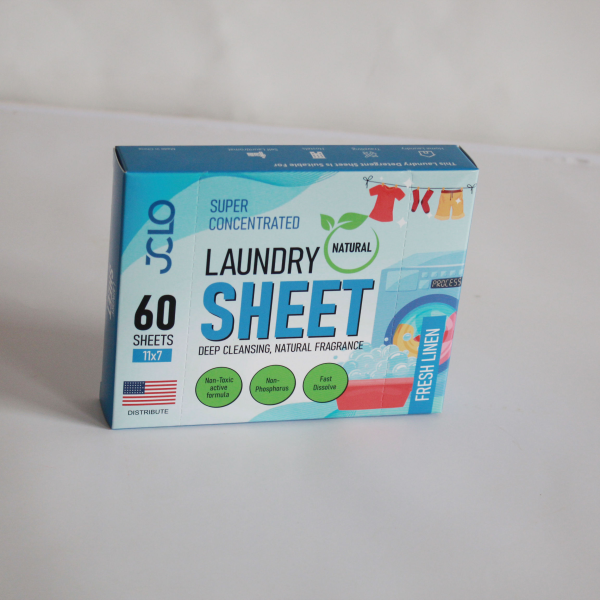 This Laundry Detergent Sheet is Suitable For
JCLO
SUPER
CONCENTRATED
NATURAL
LAUNDRY
SHEET
DEEP CLEANSING, NATURAL FRAGRANCE
60
SHEETS
11x7
DISTRIBUTE
Non-Toxic
active
formula
Non-
Phosphorus
Fast
Dissolve
PROCESS
FRESH LINEN